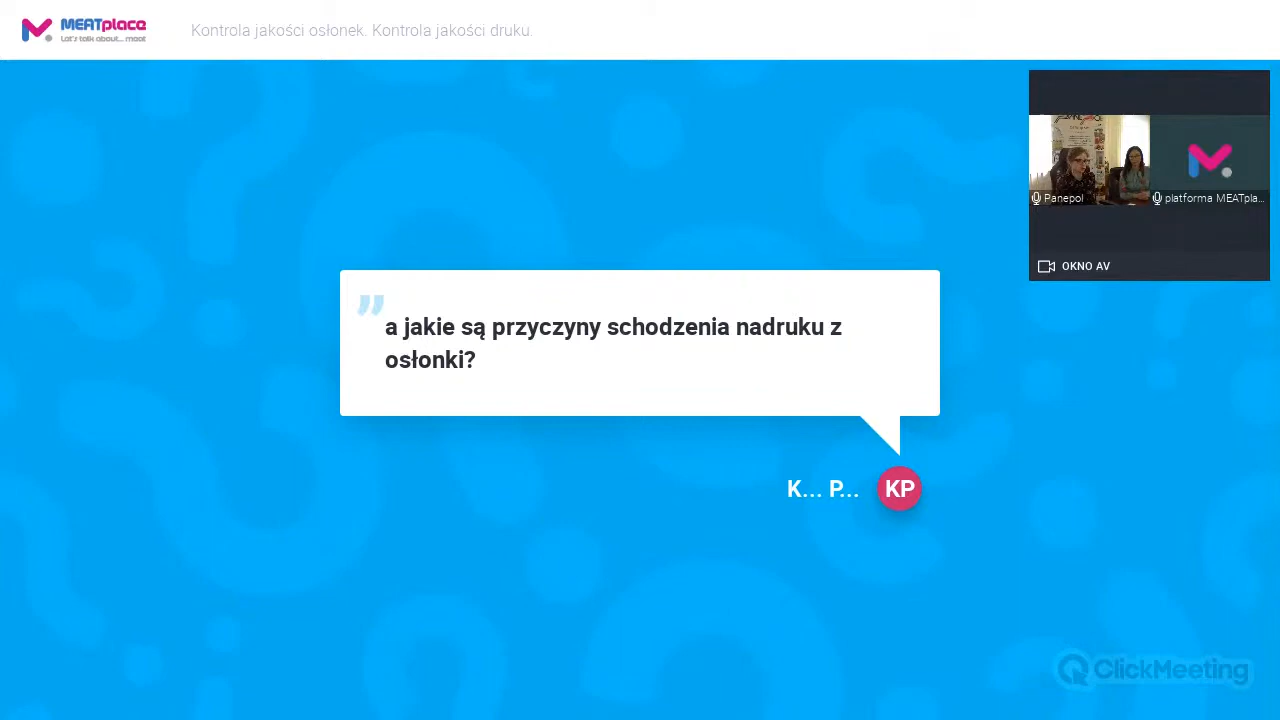 MEATplace
Let's talk about... meat
Kontrola jakości osłonek. Kontrola jakości druku.
Panepol
platforma MEATpla...
OKNO AV
a jakie są przyczyny schodzenia nadruku z
osłonki?
K... P...
KP
ClickMeeting